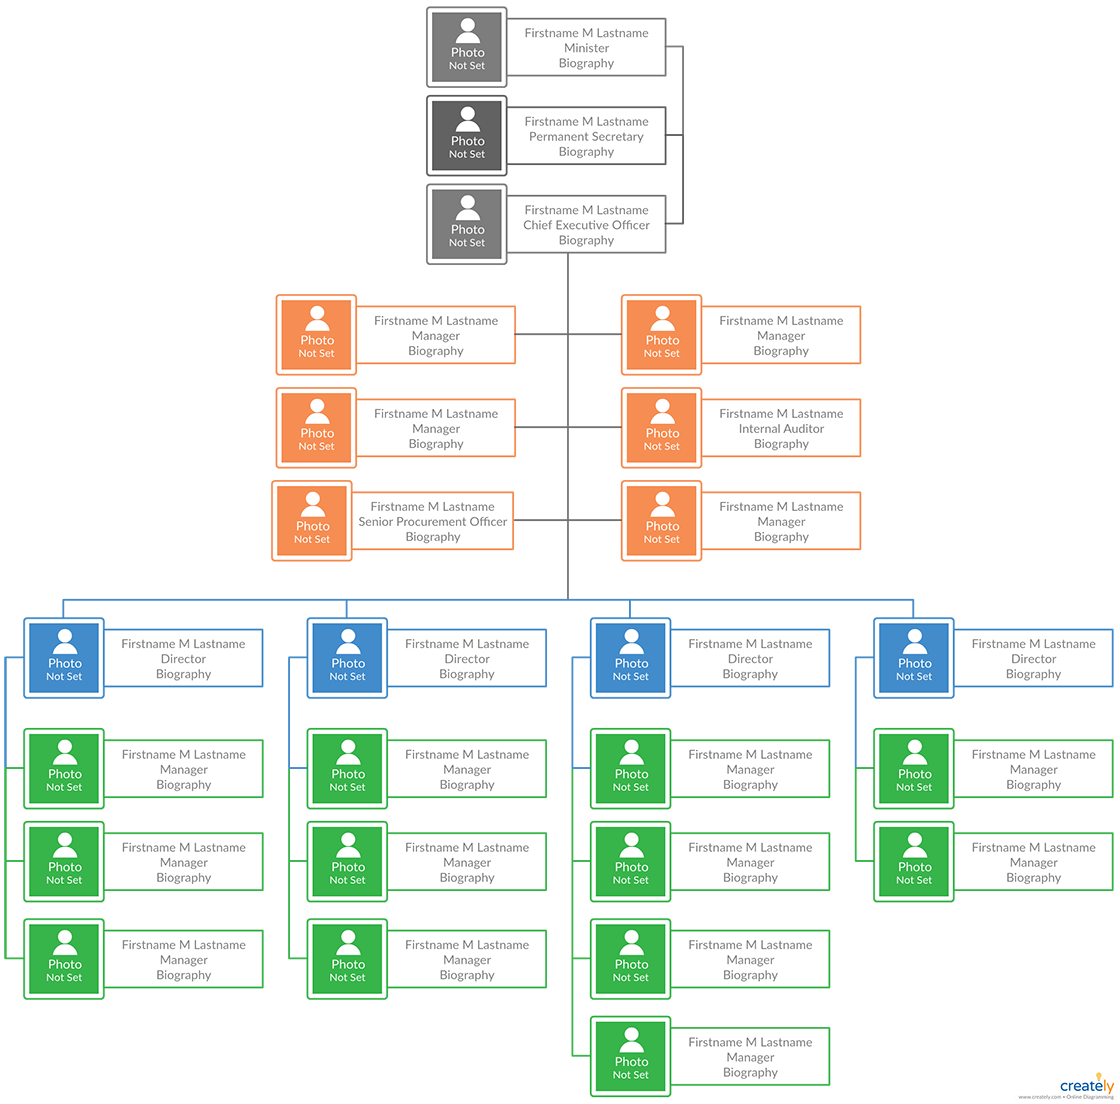 Photo
Not Set
Firstname M Lastname
Minister
Biography
Photo
Not Set
Firstname M Lastname
Permanent Secretary
Biography
Photo
Not Set
Firstname M Lastname
Chief Executive Officer
Biography
Photo
Not Set
Firstname M Lastname
Manager
Biography
Photo
Not Set
Firstname M Lastname
Manager
Biography
Photo
Not Set
Firstname M Lastname
Manager
Biography
Photo
Not Set
Firstname M Lastname
Internal Auditor
Biography
Photo
Not Set
Firstname M Lastname
Senior Procurement Officer
Biography
Photo
Not Set
Firstname M Lastname
Manager
Biography
Photo
Not Set
Firstname M Lastname
Director
Biography
Photo
Not Set
Firstname M Lastname
Director
Biography
Photo
Not Set
Firstname M Lastname
Director
Biography
Photo
Not Set
Firstname M Lastname
Director
Biography
Photo
Not Set
Firstname M Lastname
Manager
Biography
Photo
Not Set
Firstname M Lastname
Manager
Biography
Photo
Not Set
Firstname M Lastname
Manager
Biography
Photo
Not Set
Firstname M Lastname
Manager
Biography
Photo
Not Set
Firstname M Lastname
Manager
Biography
Photo
Not Set
Firstname M Lastname
Manager
Biography
Photo
Not Set
Firstname M Lastname
Manager
Biography
Photo
Not Set
Firstname M Lastname
Manager
Biography
Photo
Not Set
Firstname M Lastname
Manager
Biography
Photo
Not Set
Firstname M Lastname
Manager
Biography
Photo
Not Set
Firstname M Lastname
Manager
Biography
Photo
Not Set
Firstname M Lastname
Manager
Biography
creately
www.creately.com • Online Diagramming